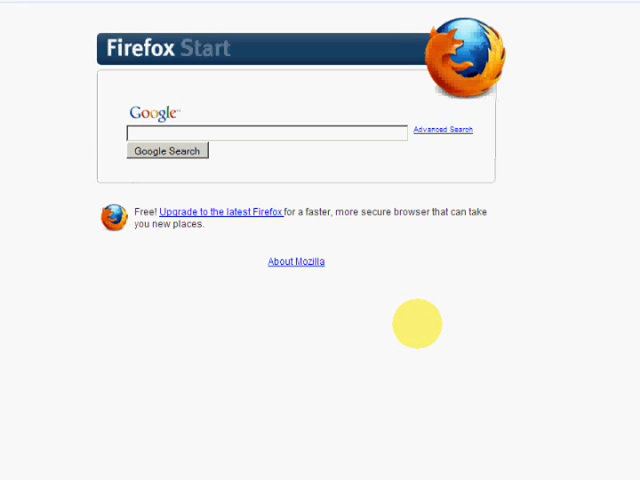 Firefox Start
Google™
Advanced Search
Google Search
Free! Upgrade to the latest Firefox for a faster, more secure browser that can take
you new places.
About Mozilla